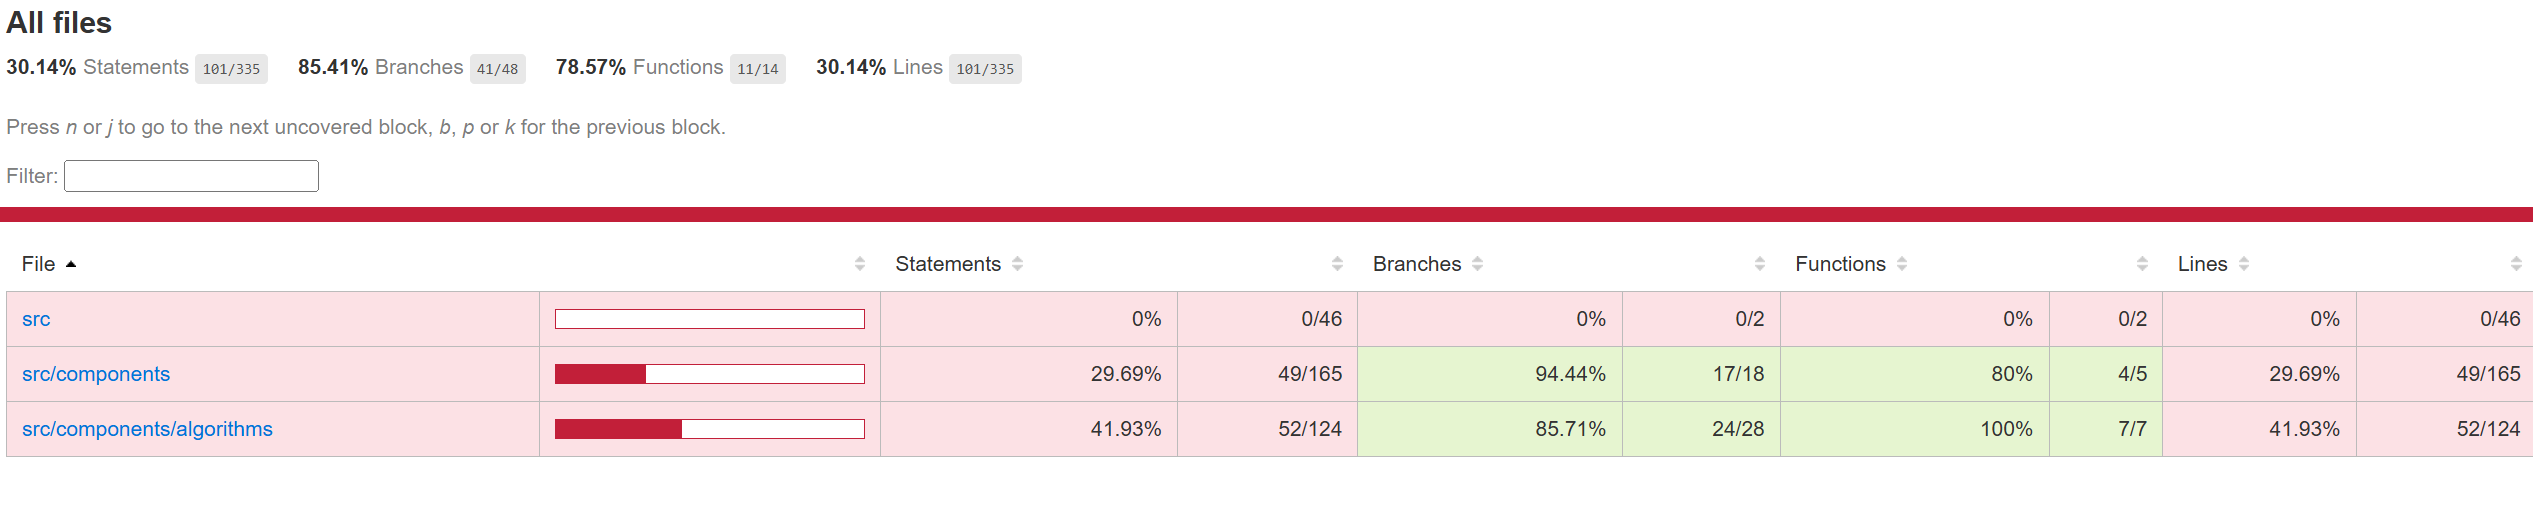 All files
30.14% Statements 101/335 85.41% Branches 41/48 78.57% Functions 11/14 30.14% Lines 101/335
Press n or j to go to the next uncovered block, b, p or k for the previous block.
Filter:
File Statements Branches Functions Lines
src 0% 0/46 0% 0/2 0% 0/2 0% 0/46
src/components 29.69% 49/165 94.44% 17/18 80% 4/5 29.69% 49/165
src/components/algorithms 41.93% 52/124 85.71% 24/28 100% 7/7 41.93% 52/124